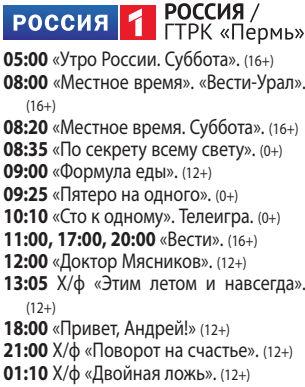 РОССИЯ 1
РОССИЯ /
ГТРК «Пермь»
05:00 «Утро России. Суббота». (16+)
08:00 «Местное время». «Вести-Урал».
(16+)
08:20 «Местное время. Суббота». (16+)
08:35 «По секрету всему свету». (0+)
09:00 «Формула еды». (12+)
09:25 «Пятеро на одного». (0+)
10:10 «Сто к одному». Телеигра. (0+)
11:00, 17:00, 20:00 «Вести». (16+)
12:00 «Доктор Мясников». (12+)
13:05 Х/ф «Этим летом и навсегда».
(12+)
18:00 «Привет, Андрей!» (12+)
21:00 Х/ф «Поворот на счастье». (12+)
01:10 Х/ф «Двойная ложь». (12+)